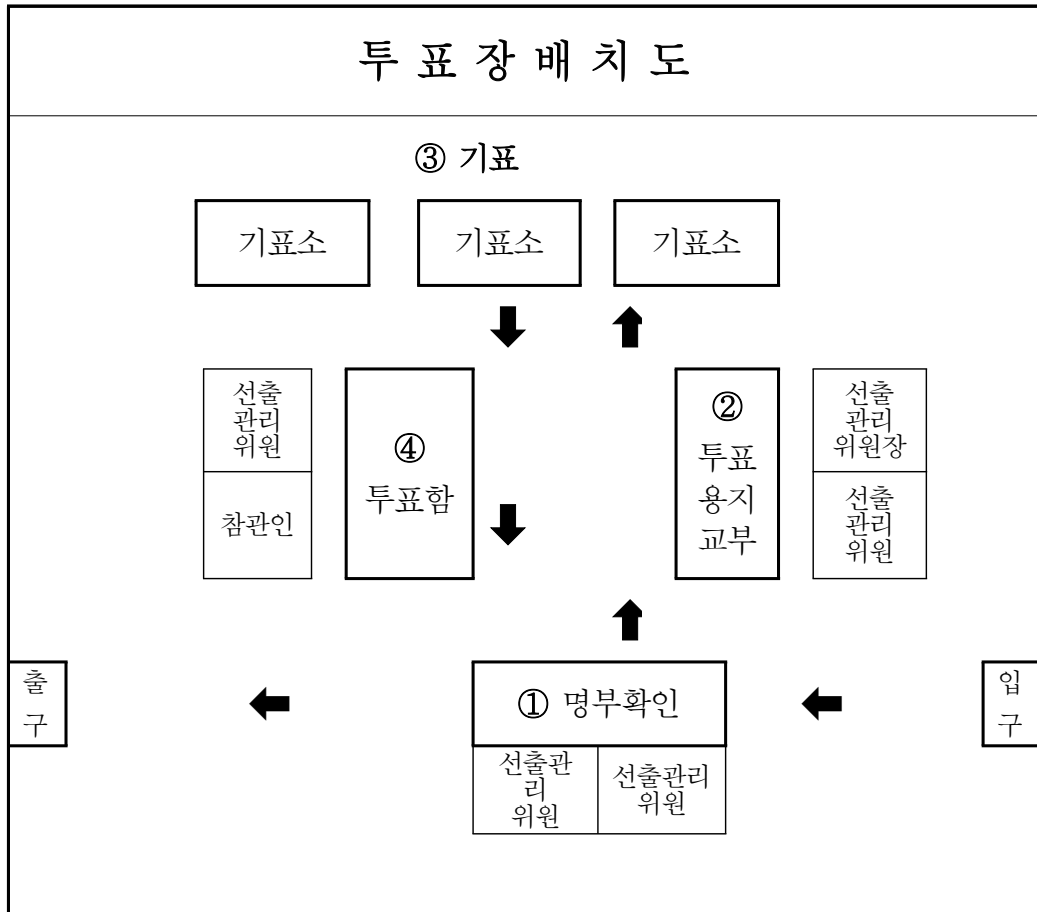 투 표 장 배 치 도
③ 기표
기표소
기표소
기표소
선출
관리
위원
참관인
④
투표함
②
투표
용지
교부
선출
관리
위원장
선출
관리
위원
출
구
① 명부확인
입
구
선출관
리
위원
선출관리
위원